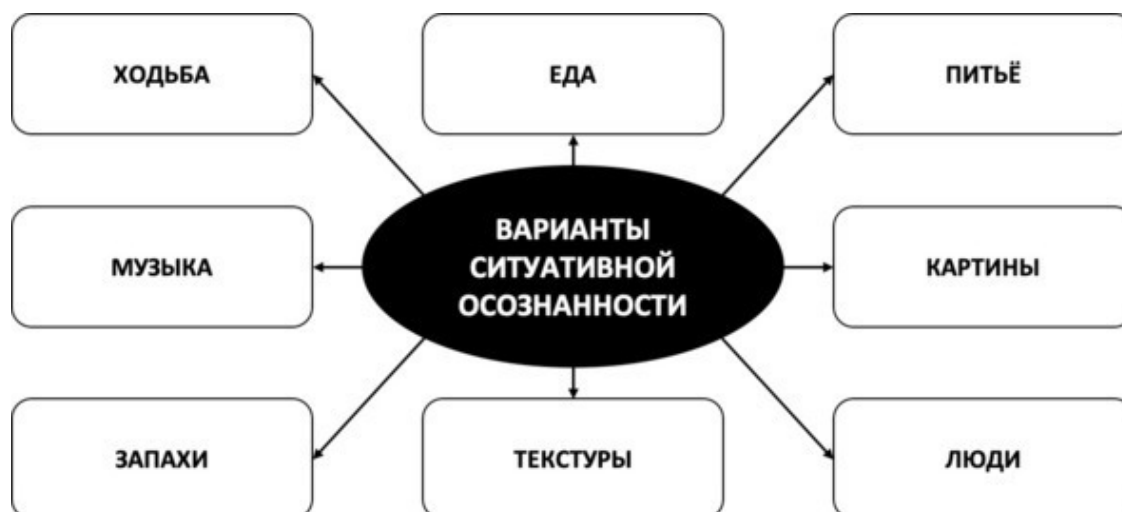 ХОДЬБА
ЕДА
ПИТЬЁ
ВАРИАНТЫ
СИТУАТИВНОЙ
ОСОЗНАННОСТИ
МУЗЫКА
КАРТИНЫ
ЗАПАХИ
ТЕКСТУРЫ
ЛЮДИ